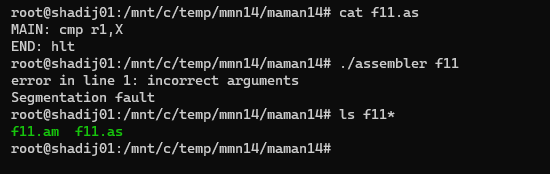 root@shadij01:/mnt/c/temp/mmn14/maman14# cat f11.as
MAIN: cmp r1,X
END: hlt
root@shadij01:/mnt/c/temp/mmn14/maman14# ./assembler f11
error in line 1: incorrect arguments
Segmentation fault
root@shadij01:/mnt/c/temp/mmn14/maman14# ls f11*
f11.am  f11.as
root@shadij01:/mnt/c/temp/mmn14/maman14#